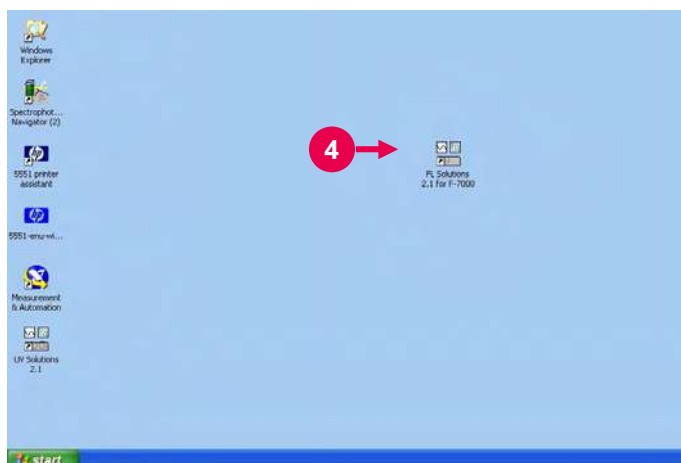 Windows
Explorer
Spectrophot...
Navigator (2)
5551 printer
assistant
5551-enu-wi...
Measurement
& Automation
UV Solutions
2.1
4
FL Solutions
2.1 for F-7000
start